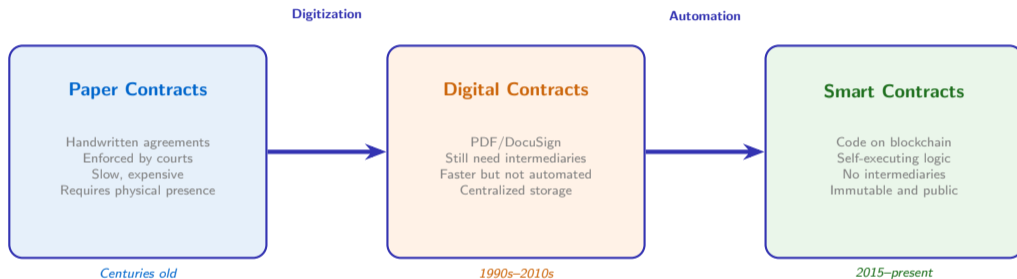 Digitization
Automation
Paper Contracts
Handwritten agreements
Enforced by courts
Slow, expensive
Requires physical presence
Centuries old
Digital Contracts
PDF/DocuSign
Still need intermediaries
Faster but not automated
Centralized storage
1990s–2010s
Smart Contracts
Code on blockchain
Self-executing logic
No intermediaries
Immutable and public
2015–present